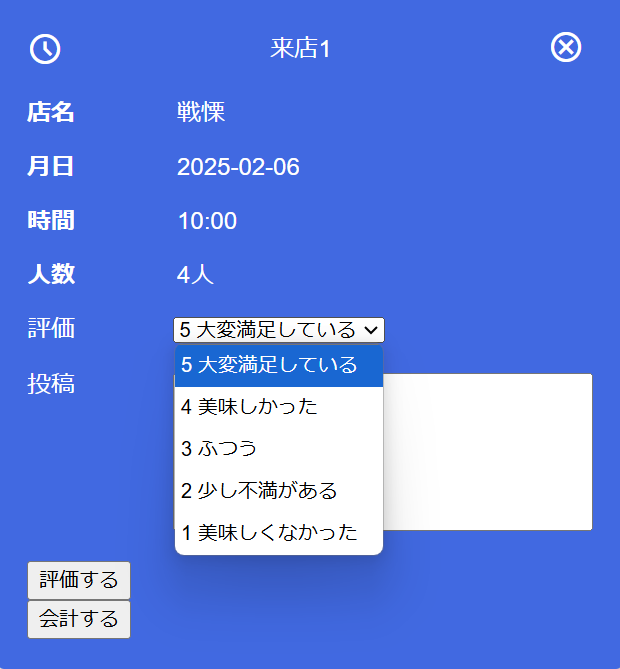 来店1
店名 戦慄
月日 2025-02-06
時間 10:00
人数 4人
評価 5 大変満足している
5 大変満足している
投稿
4 美味しかった
3 ふつう
2 少し不満がある
1 美味しくなかった
評価する
会計する